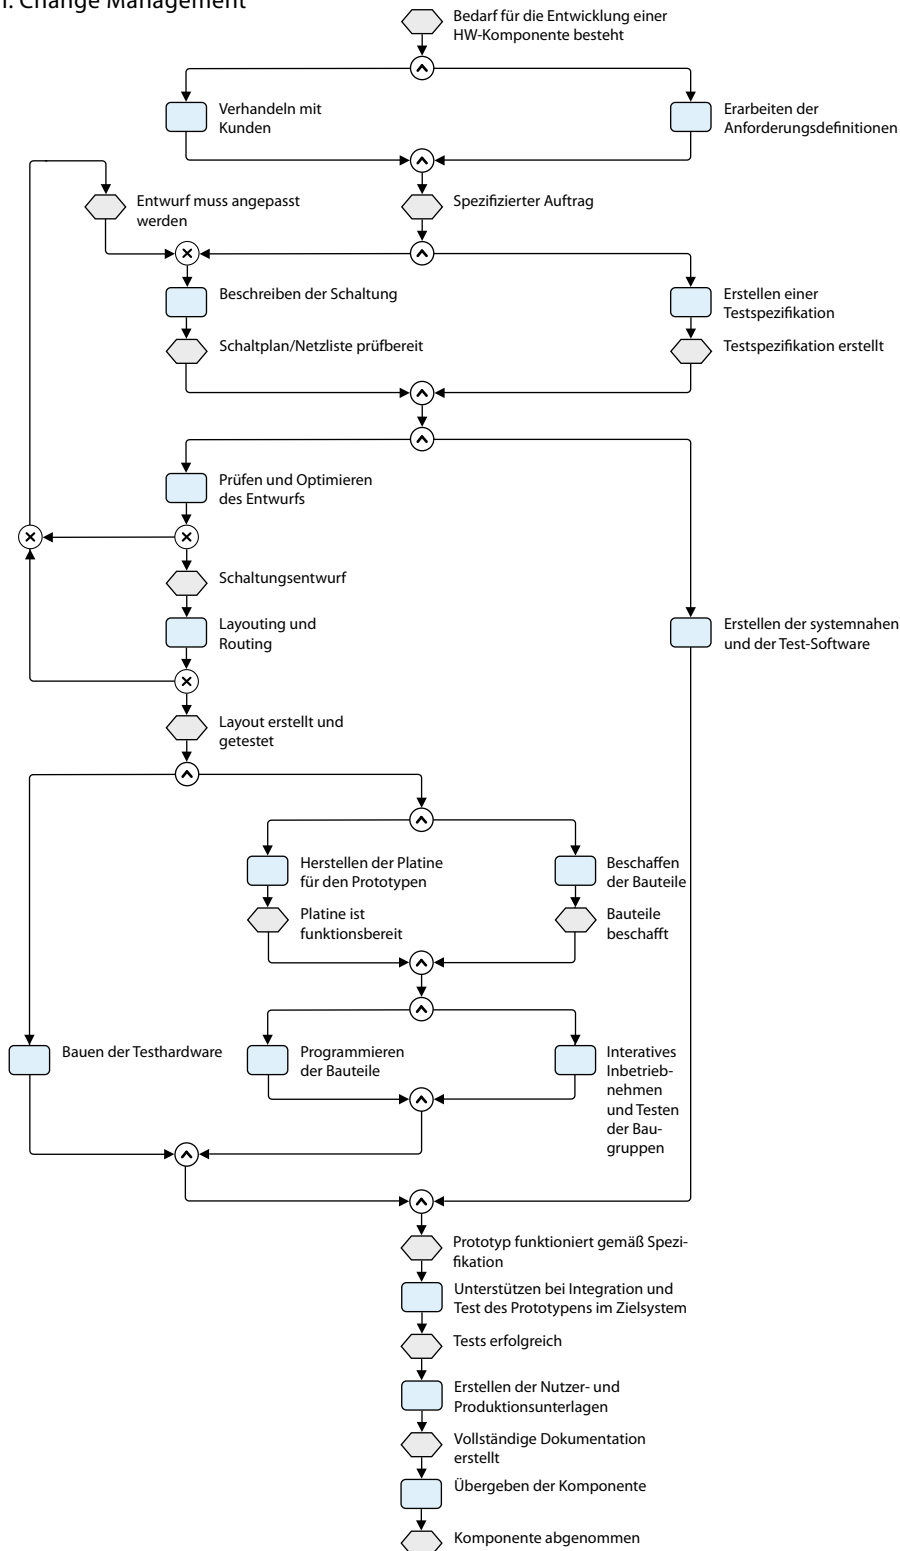 . Change Management
Bedarf für die Entwicklung einer
HW-Komponente besteht
Verhandeln mit
Kunden
Erarbeiten der
Anforderungsdefinitionen
Entwurf muss angepasst
werden
Spezifizierter Auftrag
Beschreiben der Schaltung
Erstellen einer
Testspezifikation
Schaltplan/Netzliste prüfbereit
Testspezifikation erstellt
Prüfen und Optimieren
des Entwurfs
Schaltungsentwurf
Layouting und
Routing
Erstellen der systemnahen
und der Test-Software
Layout erstellt und
getestet
Herstellen der Platine
für den Prototypen
Beschaffen
der Bauteile
Platine ist
funktionsbereit
Bauteile
beschafft
Bauen der Testhardware
Programmieren
der Bauteile
Interatives
Inbetrieb-
nehmen
und Testen
der Bau-
gruppen
Prototyp funktioniert gemäß Spezi-
fikation
Unterstützen bei Integration und
Test des Prototypens im Zielsystem
Tests erfolgreich
Erstellen der Nutzer- und
Produktionsunterlagen
Vollständige Dokumentation
erstellt
Übergeben der Komponente
Komponente abgenommen